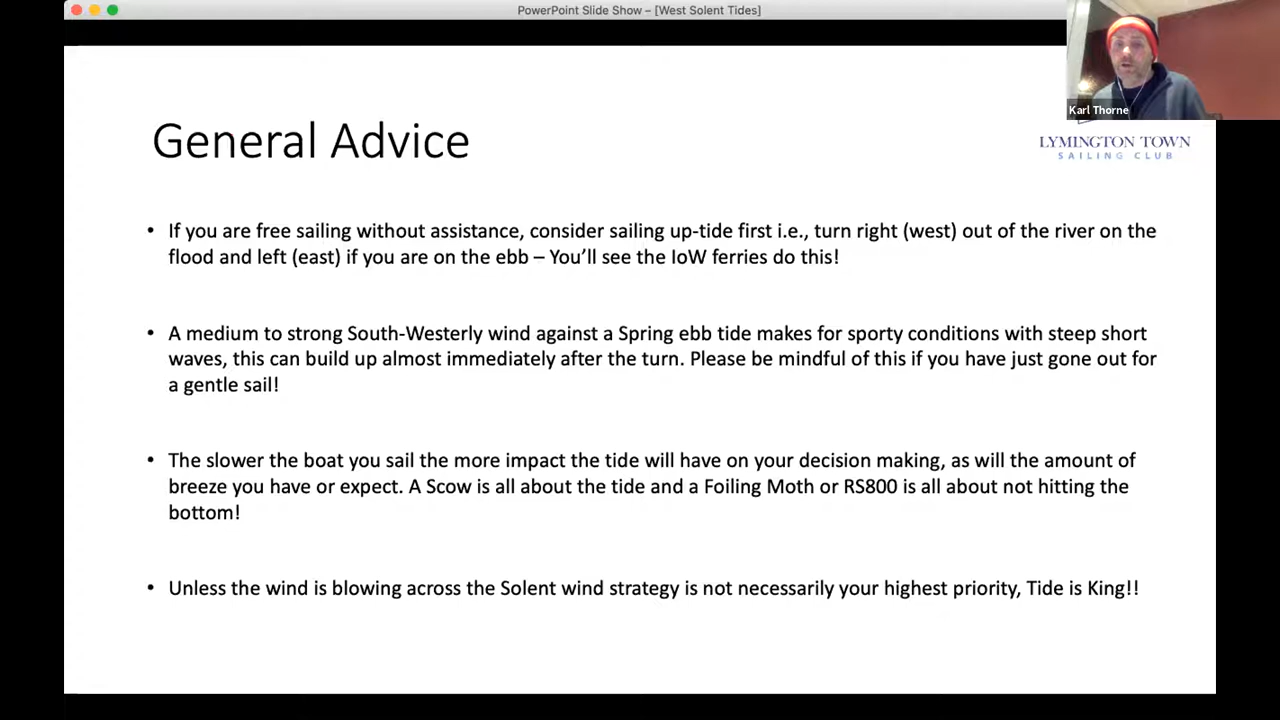 PowerPoint Slide Show – [West Solent Tides]
Karl Thorne
LYMINGTON TOWN
SAILING CLUB
General Advice
• If you are free sailing without assistance, consider sailing up-tide first i.e., turn right (west) out of the river on the
flood and left (east) if you are on the ebb – You’ll see the IoW ferries do this!
• A medium to strong South-Westerly wind against a Spring ebb tide makes for sporty conditions with steep short
waves, this can build up almost immediately after the turn. Please be mindful of this if you have just gone out for
a gentle sail!
• The slower the boat you sail the more impact the tide will have on your decision making, as will the amount of
breeze you have or expect. A Scow is all about the tide and a Foiling Moth or RS800 is all about not hitting the
bottom!
• Unless the wind is blowing across the Solent wind strategy is not necessarily your highest priority, Tide is King!!